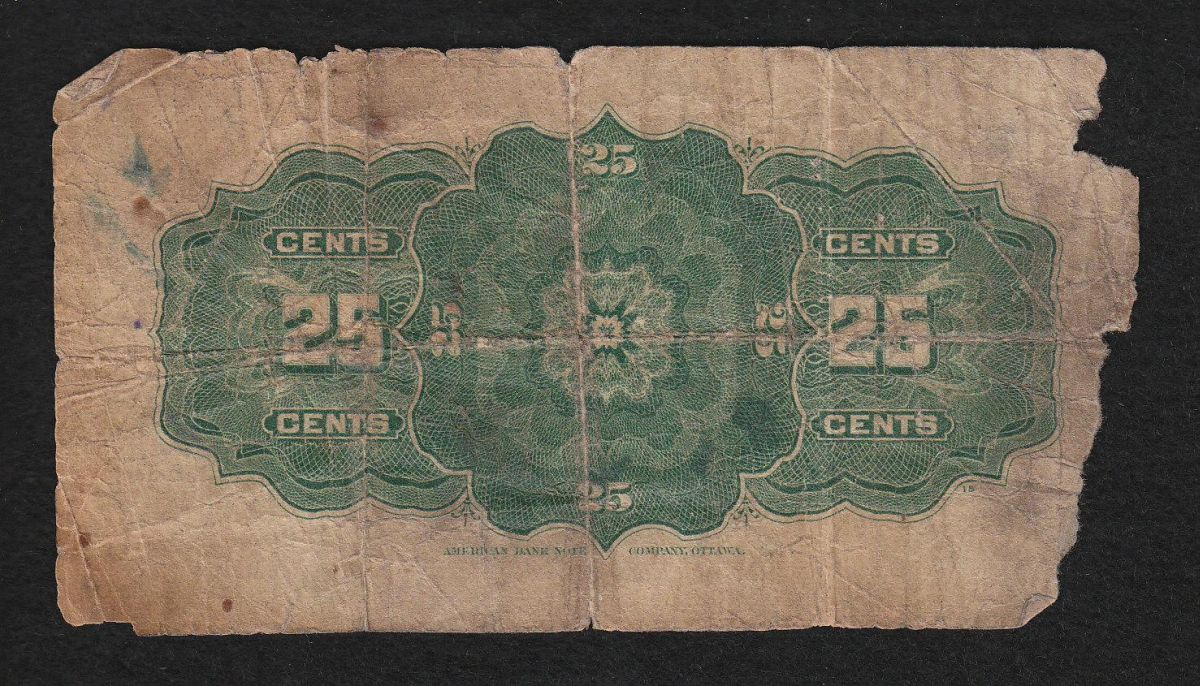 25
CENTS CENTS
25 25 25 25
CENTS CENTS
25
AMERICAN BANK NOTE COMPANY, OTTAWA.